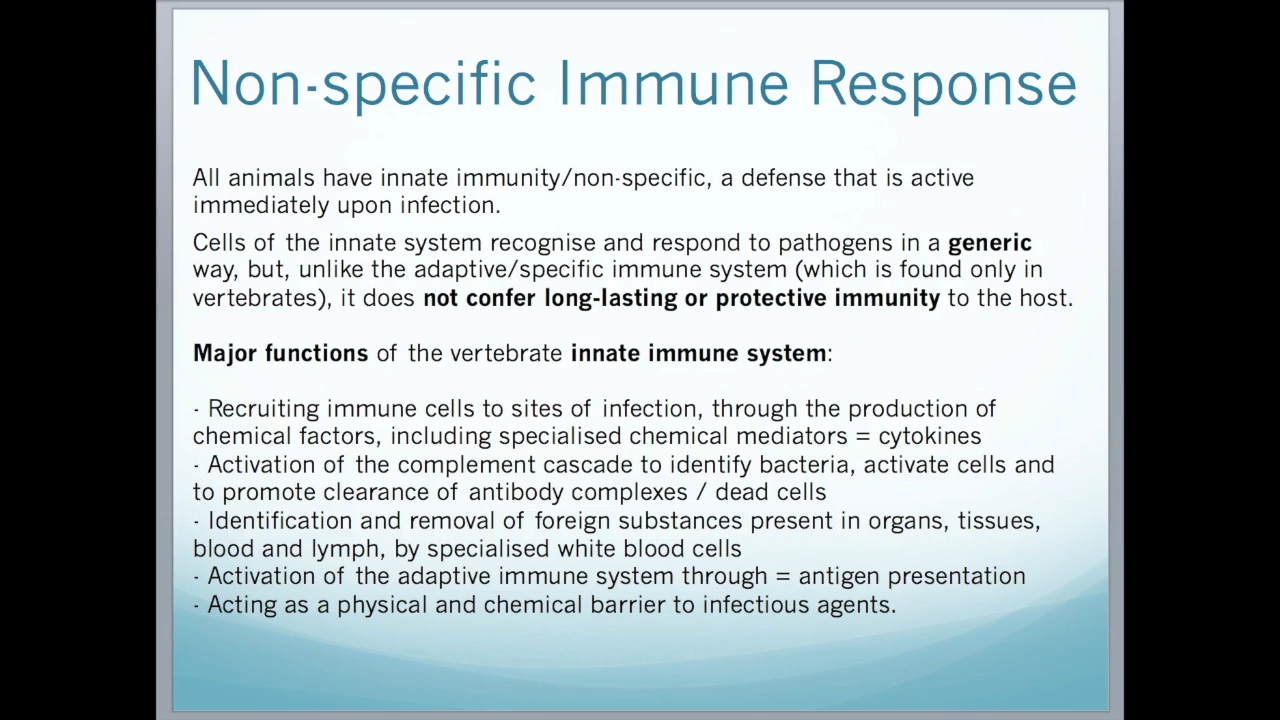 Non-specific Immune Response
All animals have innate immunity/non-specific, a defense that is active
immediately upon infection.
Cells of the innate system recognise and respond to pathogens in a generic
way, but, unlike the adaptive/specific immune system (which is found only in
vertebrates), it does not confer long-lasting or protective immunity to the host.
Major functions of the vertebrate innate immune system:
- Recruiting immune cells to sites of infection, through the production of
chemical factors, including specialised chemical mediators = cytokines
- Activation of the complement cascade to identify bacteria, activate cells and
to promote clearance of antibody complexes / dead cells
- Identification and removal of foreign substances present in organs, tissues,
blood and lymph, by specialised white blood cells
- Activation of the adaptive immune system through = antigen presentation
- Acting as a physical and chemical barrier to infectious agents.